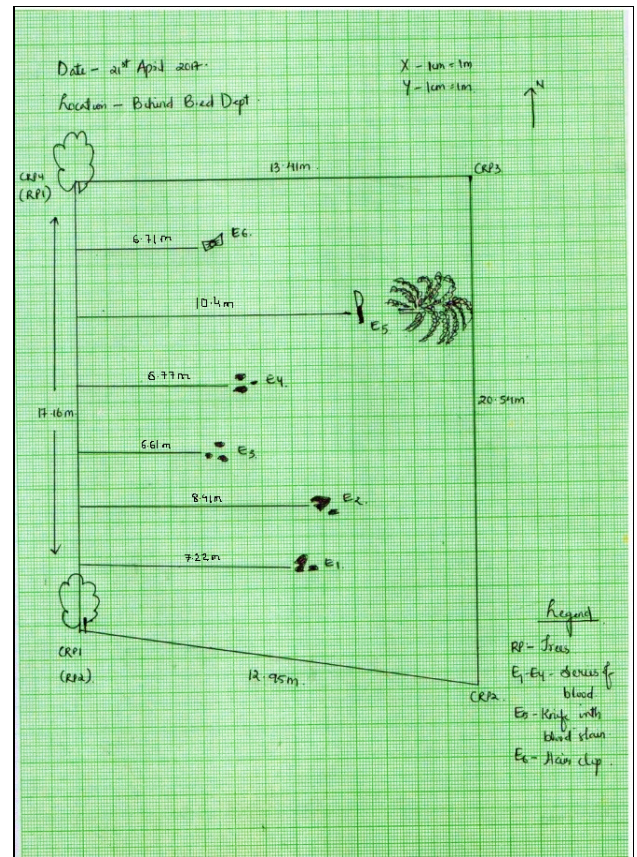 Date - 21st April 2017.
Location - Behind B.ed Dept.
X - 1cm = 1m
Y - 1cm = 1m.
N
CRP4
(RP1)
13.41m.
CRP3
6.71m
E6.
10.4m
E5
6.77m
E4
17.16m
20.54m
6.61m
E3
8.41m
E2
7.22m
E1
CRP1
(RP2)
12.95m.
CRP2
Legend
RP - Trees
E1-E4 - Series of
blood
E5 - Knife with
blood stain
E6 - Hair clip.